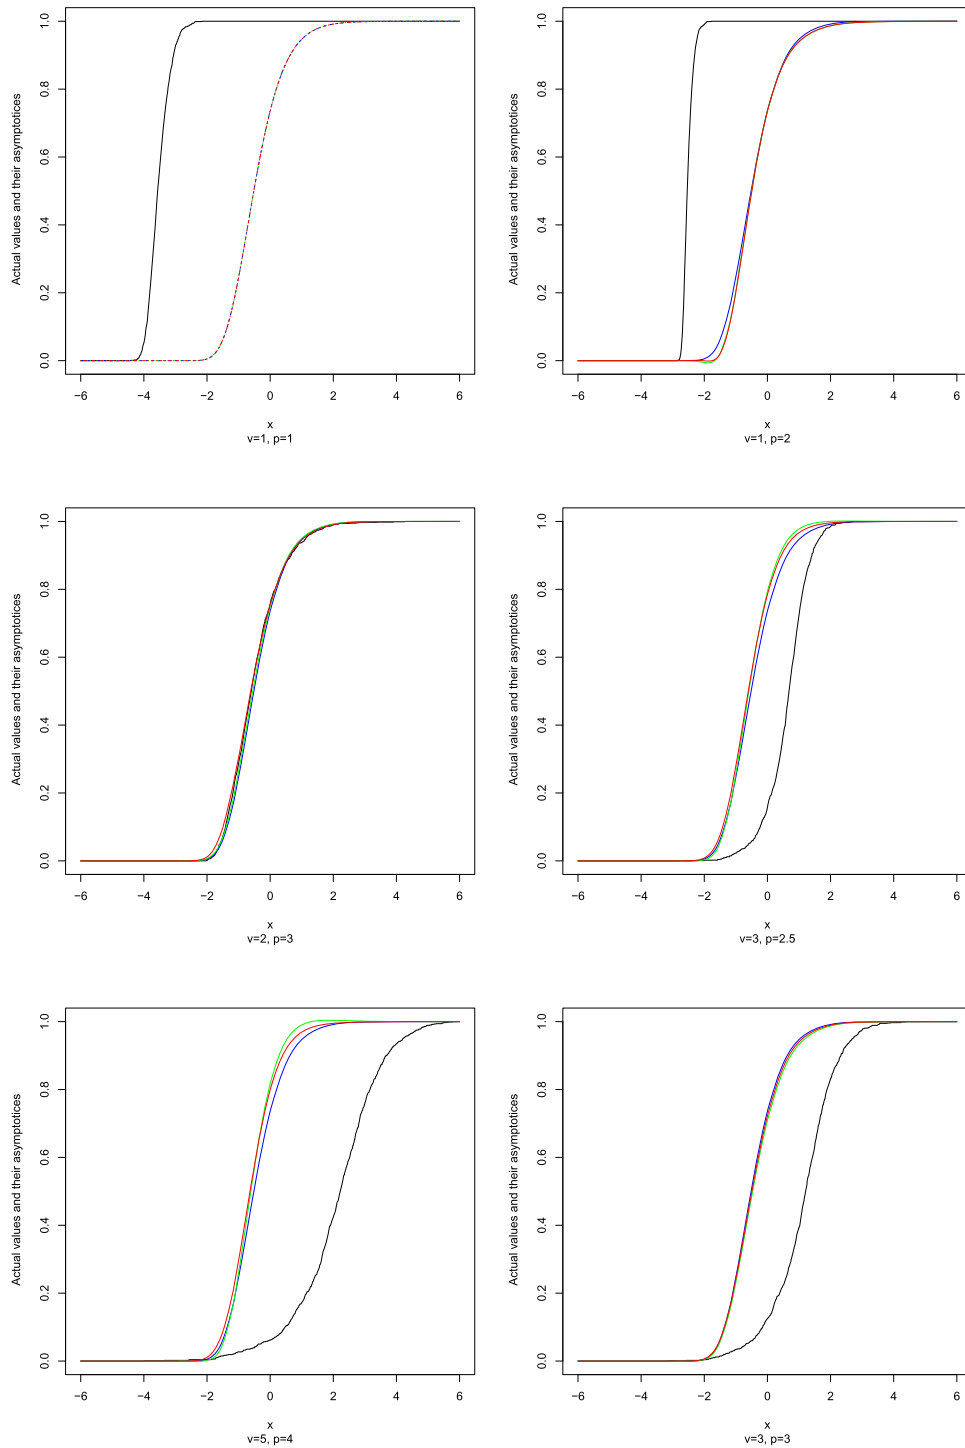 Actual values and their asymptotices
0.0 0.2 0.4 0.6 0.8 1.0
−6 −4 −2 0 2 4 6
x
v=1, p=1
Actual values and their asymptotices
0.0 0.2 0.4 0.6 0.8 1.0
−6 −4 −2 0 2 4 6
x
v=1, p=2
Actual values and their asymptotices
0.0 0.2 0.4 0.6 0.8 1.0
−6 −4 −2 0 2 4 6
x
v=2, p=3
Actual values and their asymptotices
0.0 0.2 0.4 0.6 0.8 1.0
−6 −4 −2 0 2 4 6
x
v=3, p=2.5
Actual values and their asymptotices
0.0 0.2 0.4 0.6 0.8 1.0
−6 −4 −2 0 2 4 6
x
v=5, p=4
Actual values and their asymptotices
0.0 0.2 0.4 0.6 0.8 1.0
−6 −4 −2 0 2 4 6
x
v=3, p=3